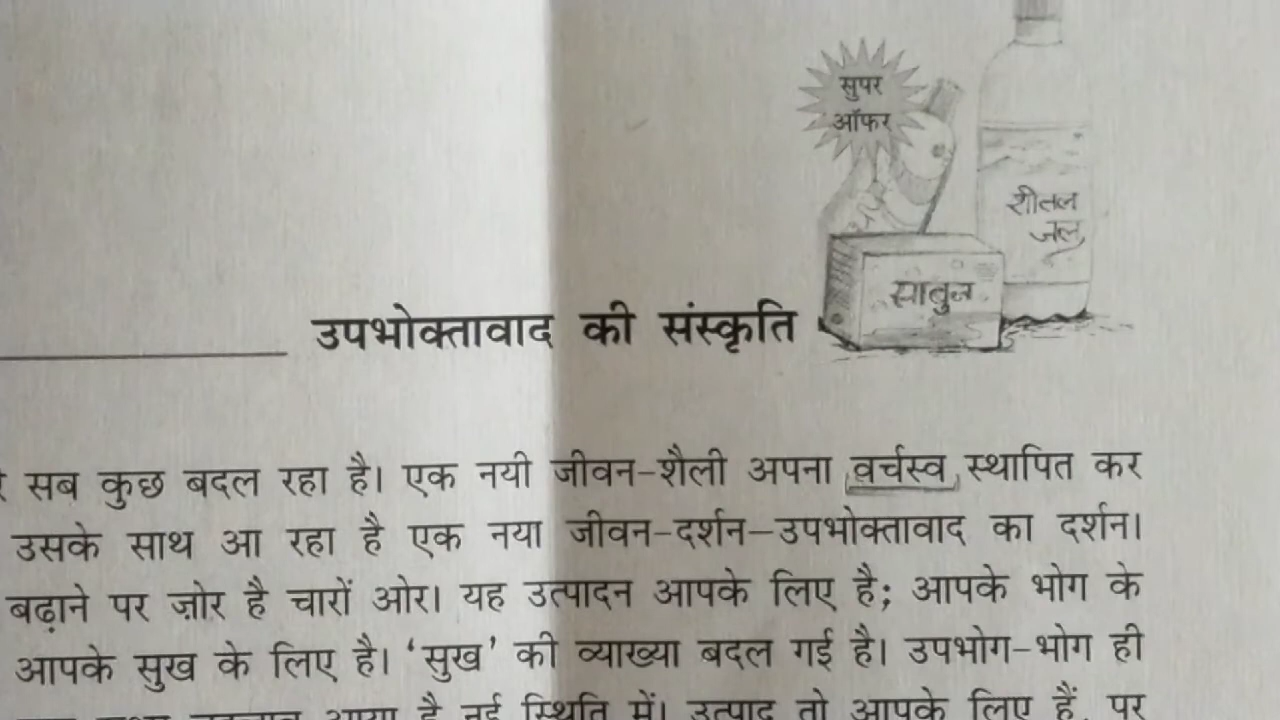 सुपर
ऑफर
शीतल
जल
साबुन
उपभोक्तावाद की संस्कृति
सब कुछ बदल रहा है। एक नयी जीवन-शैली अपना वर्चस्व स्थापित कर
उसके साथ आ रहा है एक नया जीवन-दर्शन-उपभोक्तावाद का दर्शन।
बढ़ाने पर ज़ोर है चारों ओर। यह उत्पादन आपके लिए है; आपके भोग के
आपके सुख के लिए है। ‘सुख’ की व्याख्या बदल गई है। उपभोग-भोग ही
आया है नई स्थिति में। उत्पाद तो आपके लिए हैं, पर